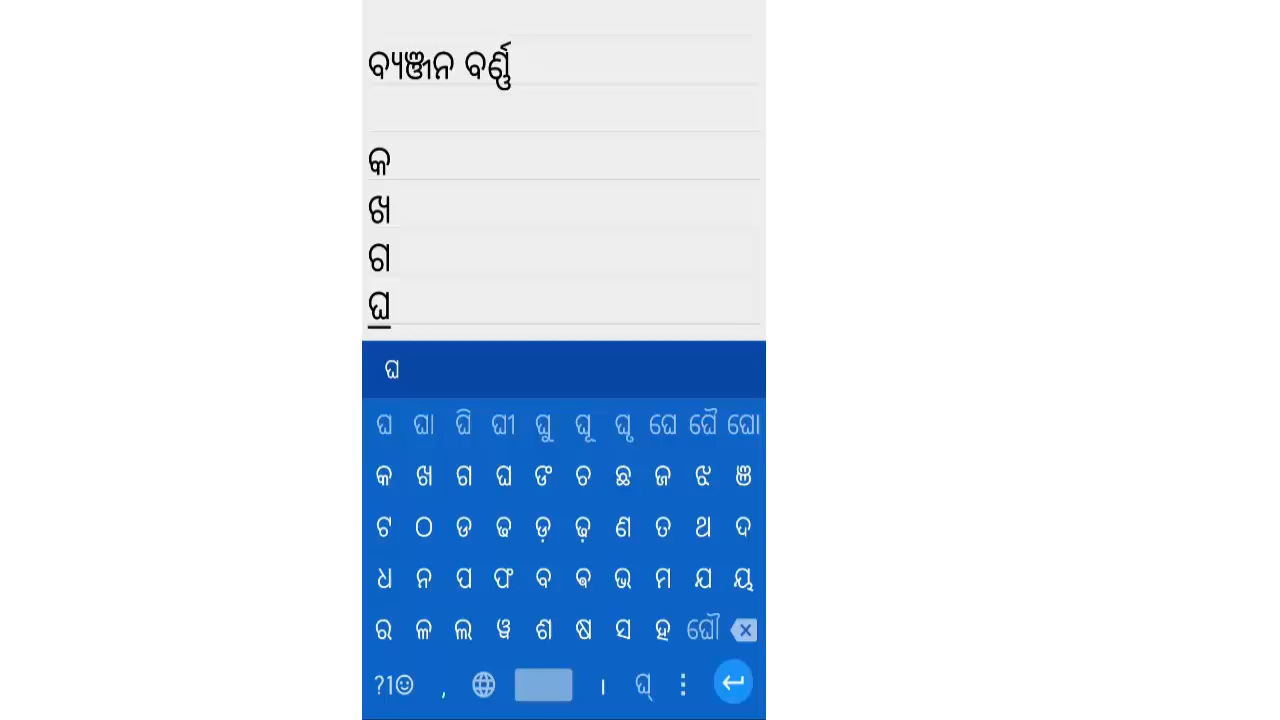 ବ୍ୟଞ୍ଜନ ବର୍ଣ୍ଣ
କ
ଖ
ଗ
ଘ
ଘ
ଘ ଘା ଘି ଘୀ ଘୁ ଘୂ ଘୃ ଘେ ଘୈ ଘୋ
କ ଖ ଗ ଘ ଙ ଚ ଛ ଜ ଝ ଞ
ଟ ଠ ଡ ଢ ଡ଼ ଢ଼ ଣ ତ ଥ ଦ
ଧ ନ ପ ଫ ବ ଵ ଭ ମ ଯ ୟ
ର ଳ ଲ ୱ ଶ ଷ ସ ହ ଘୌ
?1☺ , । ଘ୍